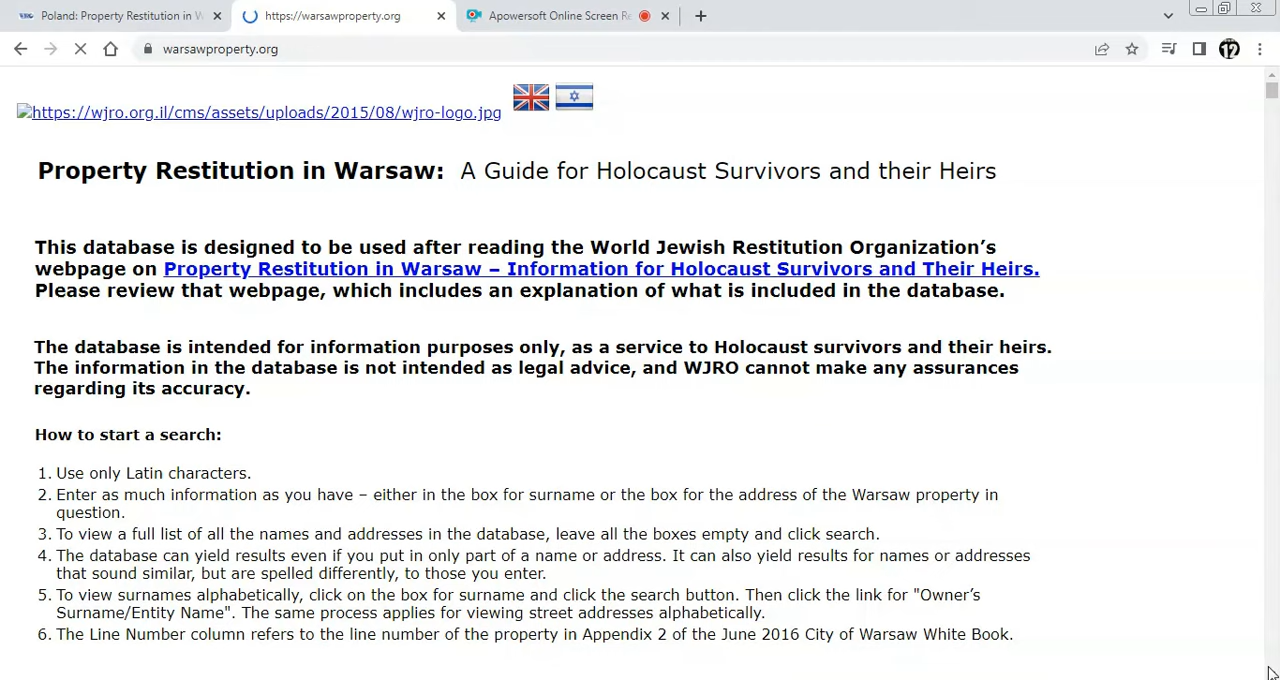 Poland: Property Restitution in W
https://warsawproperty.org
Apowersoft Online Screen Re
warsawproperty.org
12
https://wjro.org.il/cms/assets/uploads/2015/08/wjro-logo.jpg
Property Restitution in Warsaw: A Guide for Holocaust Survivors and their Heirs
This database is designed to be used after reading the World Jewish Restitution Organization’s
webpage on Property Restitution in Warsaw – Information for Holocaust Survivors and Their Heirs.
Please review that webpage, which includes an explanation of what is included in the database.
The database is intended for information purposes only, as a service to Holocaust survivors and their heirs.
The information in the database is not intended as legal advice, and WJRO cannot make any assurances
regarding its accuracy.
How to start a search:
1. Use only Latin characters.
2. Enter as much information as you have – either in the box for surname or the box for the address of the Warsaw property in
question.
3. To view a full list of all the names and addresses in the database, leave all the boxes empty and click search.
4. The database can yield results even if you put in only part of a name or address. It can also yield results for names or addresses
that sound similar, but are spelled differently, to those you enter.
5. To view surnames alphabetically, click on the box for surname and click the search button. Then click the link for "Owner’s
Surname/Entity Name". The same process applies for viewing street addresses alphabetically.
6. The Line Number column refers to the line number of the property in Appendix 2 of the June 2016 City of Warsaw White Book.